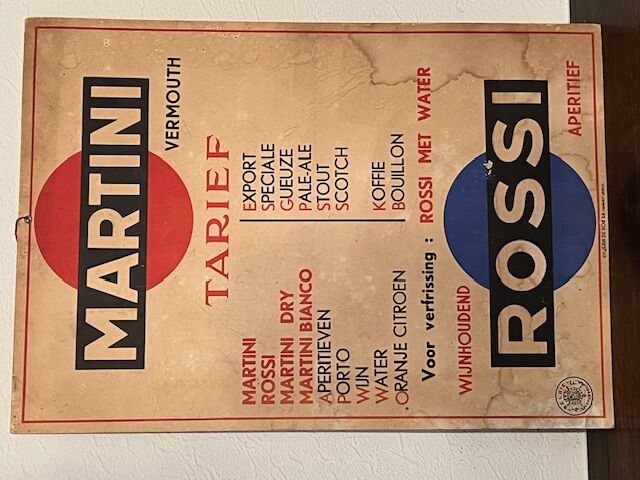 MARTINI
VERMOUTH
TARIEF
MARTINI
ROSSI
MARTINI DRY
MARTINI BIANCO
APERITIEVEN
PORTO
WIJN
WATER
ORANJE CITROEN
EXPORT
SPECIALE
GUEUZE
PALE-ALE
STOUT
SCOTCH
KOFFIE
BOUILLON
Voor verfrissing : ROSSI MET WATER
WIJNHOUDEND
ROSSI
APERITIEF